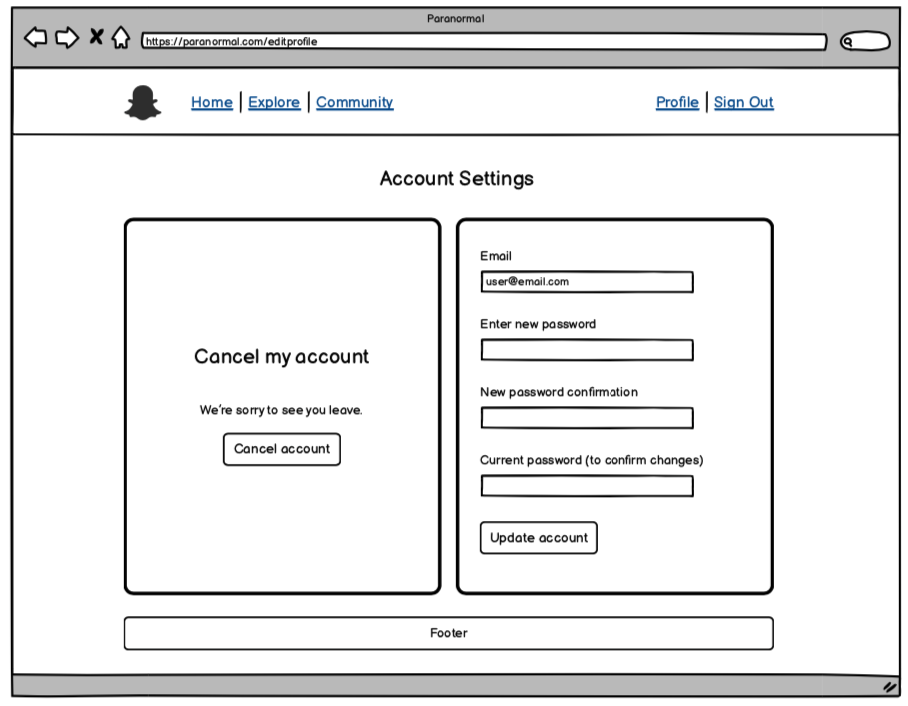 Paranormal
https://paranormal.com/editprofile
Home | Explore | Community
Profile | Sign Out
Account Settings
Cancel my account
We're sorry to see you leave.
Cancel account
Email
user@email.com
Enter new password
New password confirmation
Current password (to confirm changes)
Update account
Footer